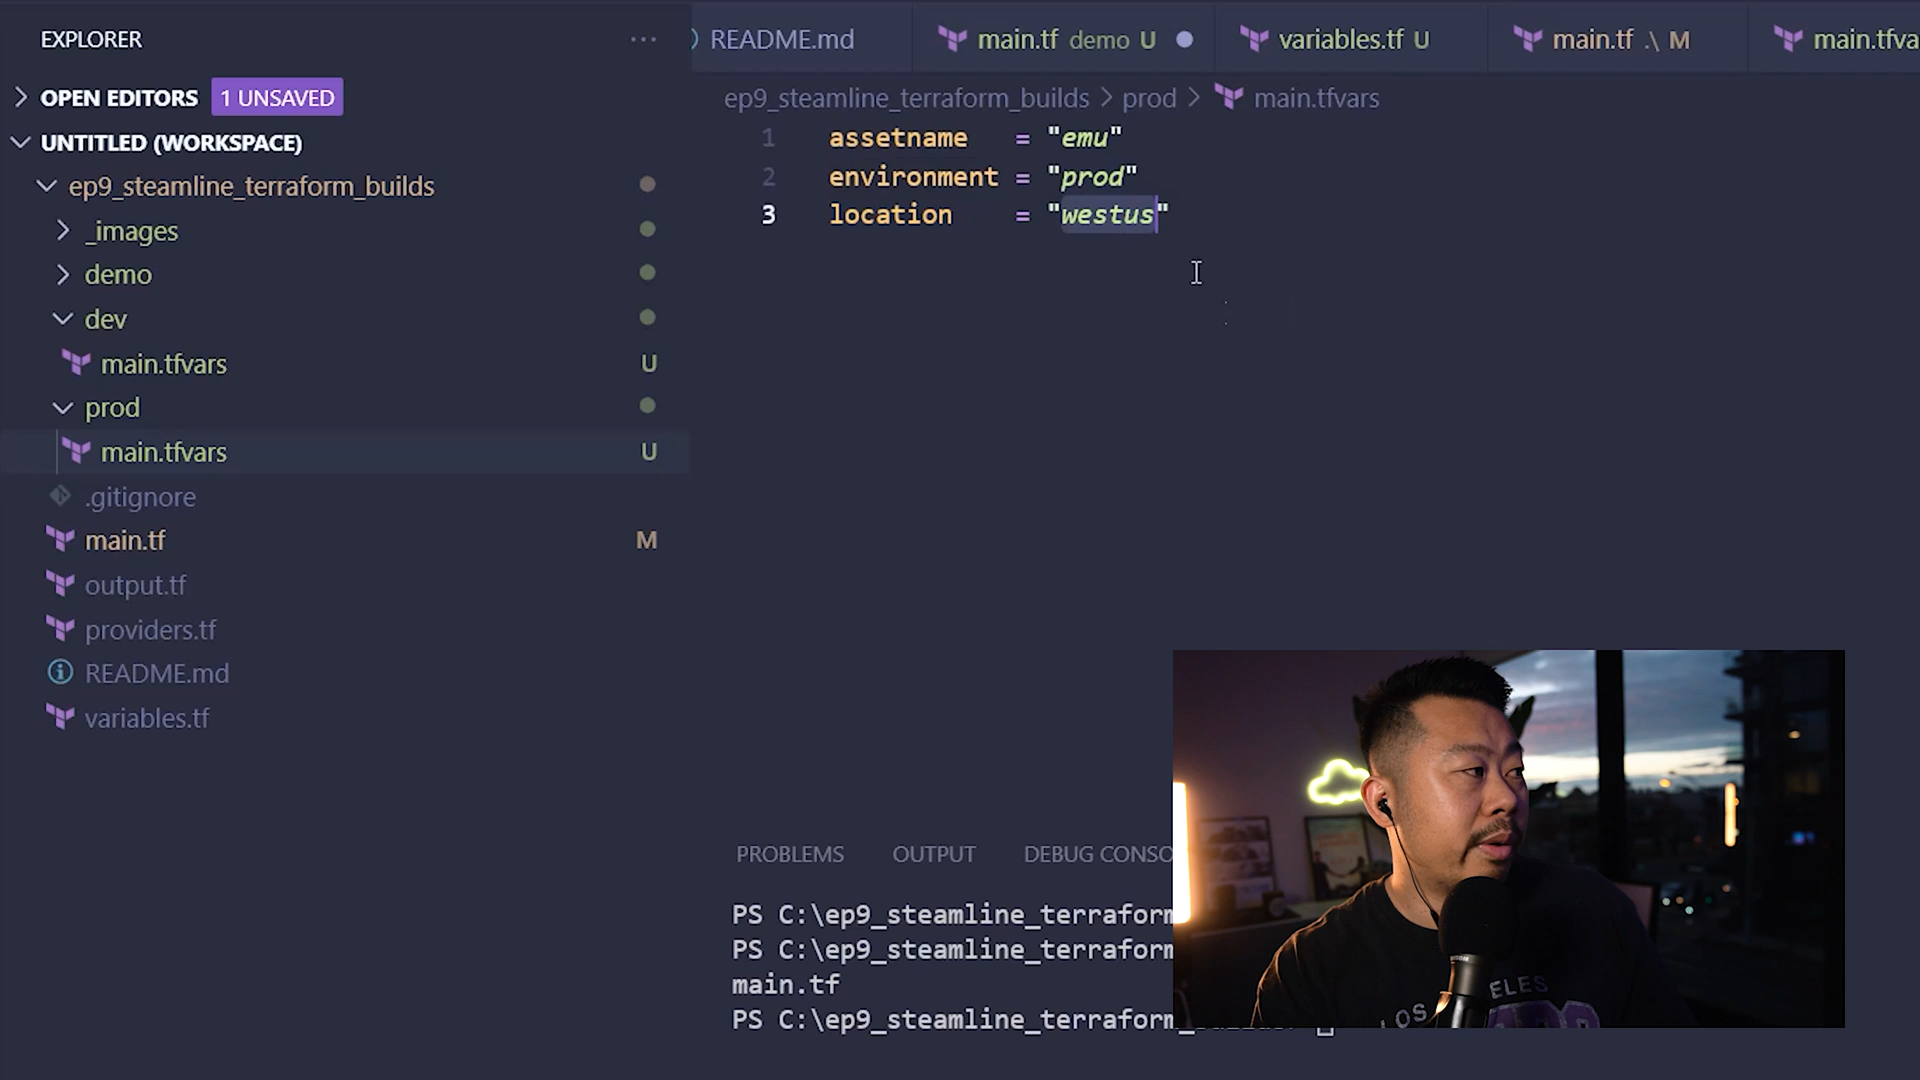 EXPLORER
OPEN EDITORS 1 UNSAVED
UNTITLED (WORKSPACE)
ep9_steamline_terraform_builds
_images
demo
dev
main.tfvars U
prod
main.tfvars U
.gitignore
main.tf M
output.tf
providers.tf
README.md
variables.tf
README.md main.tf demo U variables.tf U main.tf .\ M main.tfva
ep9_steamline_terraform_builds > prod > main.tfvars
1 assetname = "emu"
2 environment = "prod"
3 location = "westus"
PROBLEMS OUTPUT DEBUG CONSO
PS C:\ep9_steamline_terraform
PS C:\ep9_steamline_terraform
main.tf
PS C:\ep9_steamline_terraform
LOS ELES